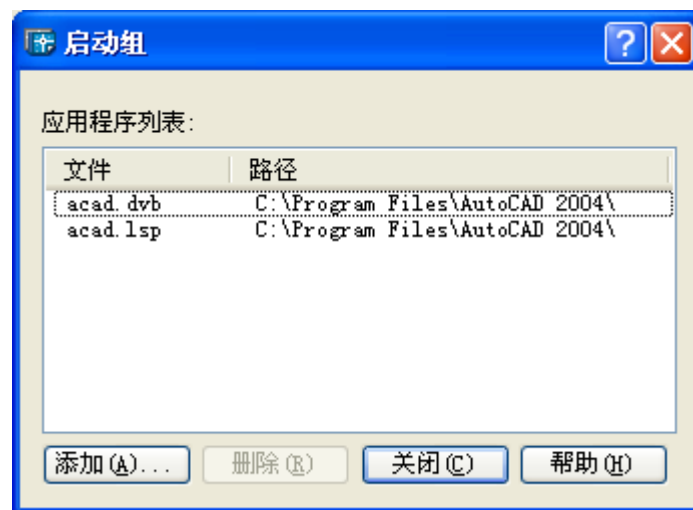 启动组
应用程序列表:
文件 路径
acad.dvb C:\Program Files\AutoCAD 2004\
acad.lsp C:\Program Files\AutoCAD 2004\
添加(A)... 删除(R) 关闭(C) 帮助(H)